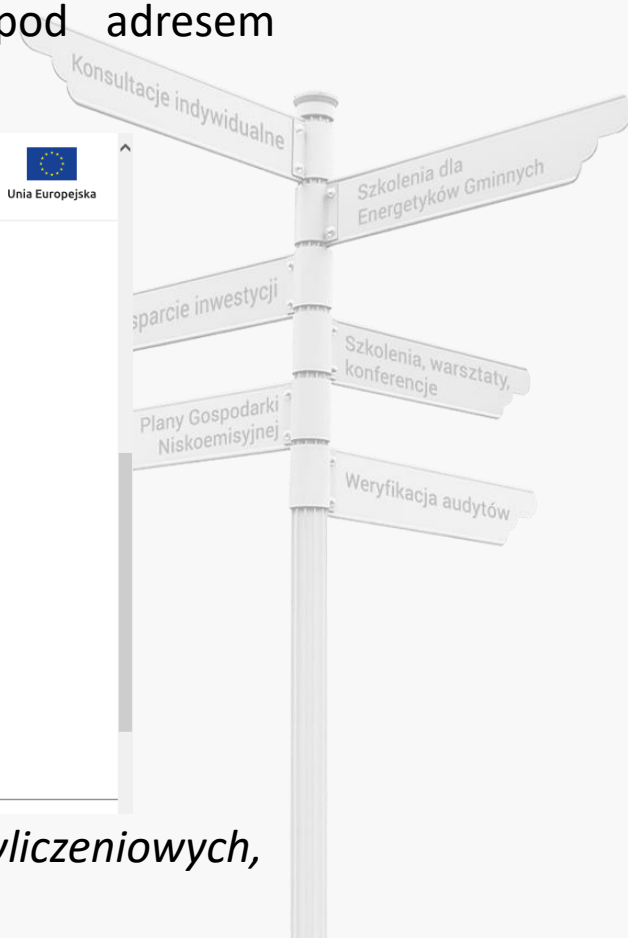 pod adresem
Konsultacje indywidualne
Unia Europejska
Szkolenia dla
Energetyków Gminnych
sparcie inwestycji
Szkolenia, warsztaty,
konferencje
Plany Gospodarki
Niskoemisyjnej
Weryfikacja audytów
yliczeniowych,